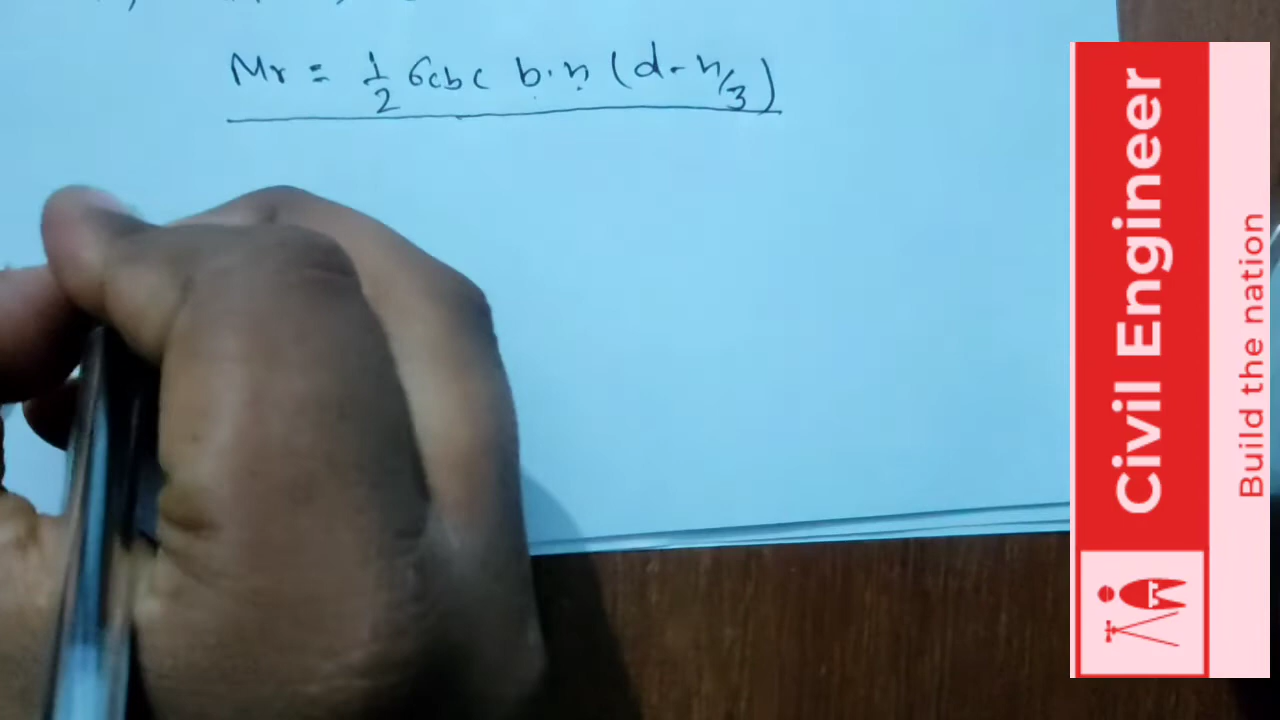 Mr = 1/2 σcbc b.n (d - n/3)
Civil Engineer
Build the nation